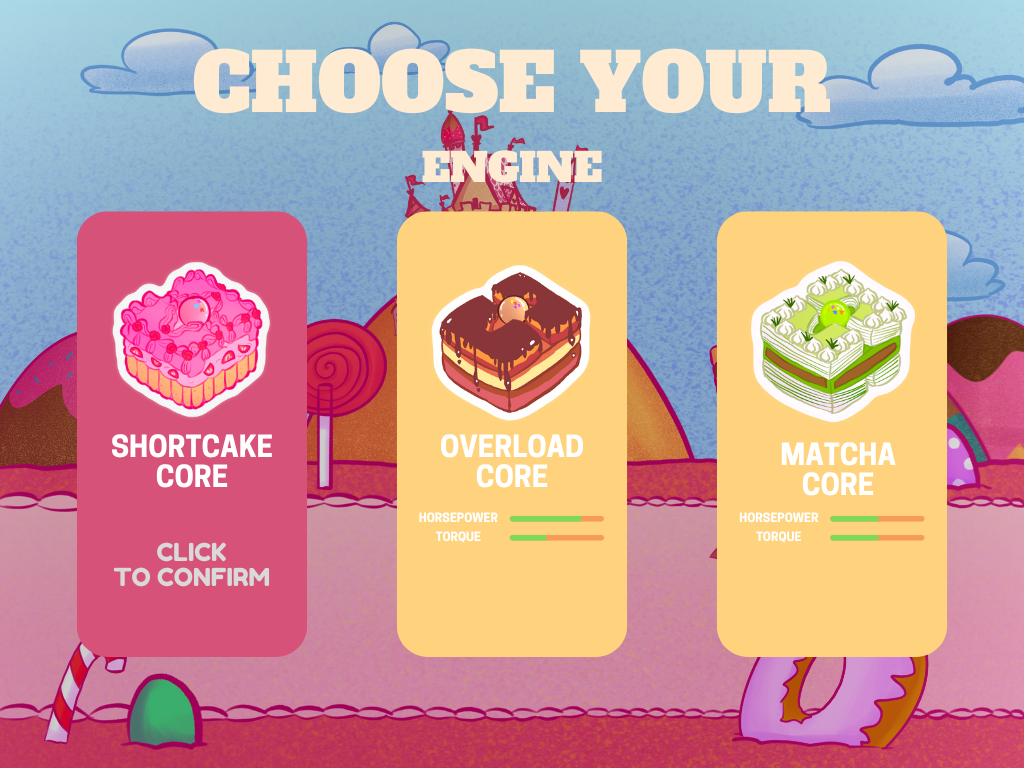 CHOOSE YOUR
ENGINE
SHORTCAKE
CORE
CLICK
TO CONFIRM
OVERLOAD
CORE
HORSEPOWER
TORQUE
MATCHA
CORE
HORSEPOWER
TORQUE